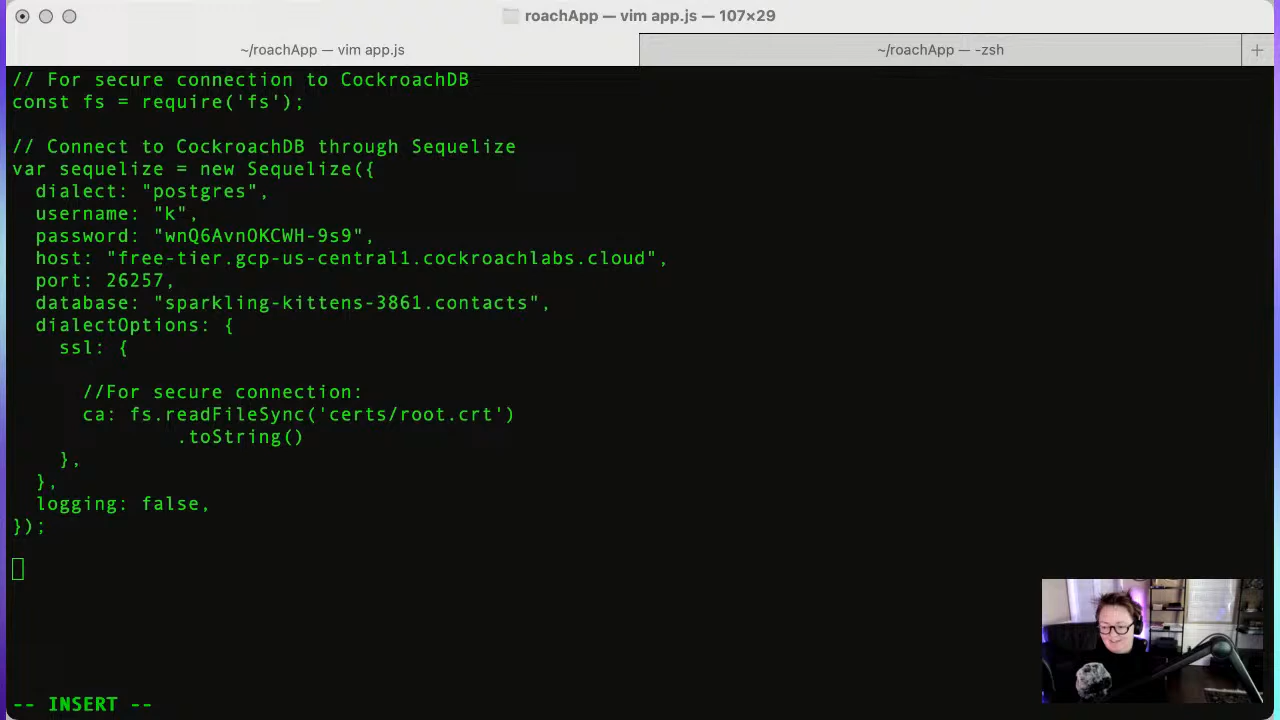 roachApp — vim app.js — 107×29
~/roachApp — vim app.js
~/roachApp — -zsh
+
// For secure connection to CockroachDB
const fs = require('fs');
// Connect to CockroachDB through Sequelize
var sequelize = new Sequelize({
  dialect: "postgres",
  username: "k",
  password: "wnQ6AvnOKCWH-9s9",
  host: "free-tier.gcp-us-central1.cockroachlabs.cloud",
  port: 26257,
  database: "sparkling-kittens-3861.contacts",
  dialectOptions: {
    ssl: {
      //For secure connection:
      ca: fs.readFileSync('certs/root.crt')
              .toString()
    },
  },
  logging: false,
});
-- INSERT --